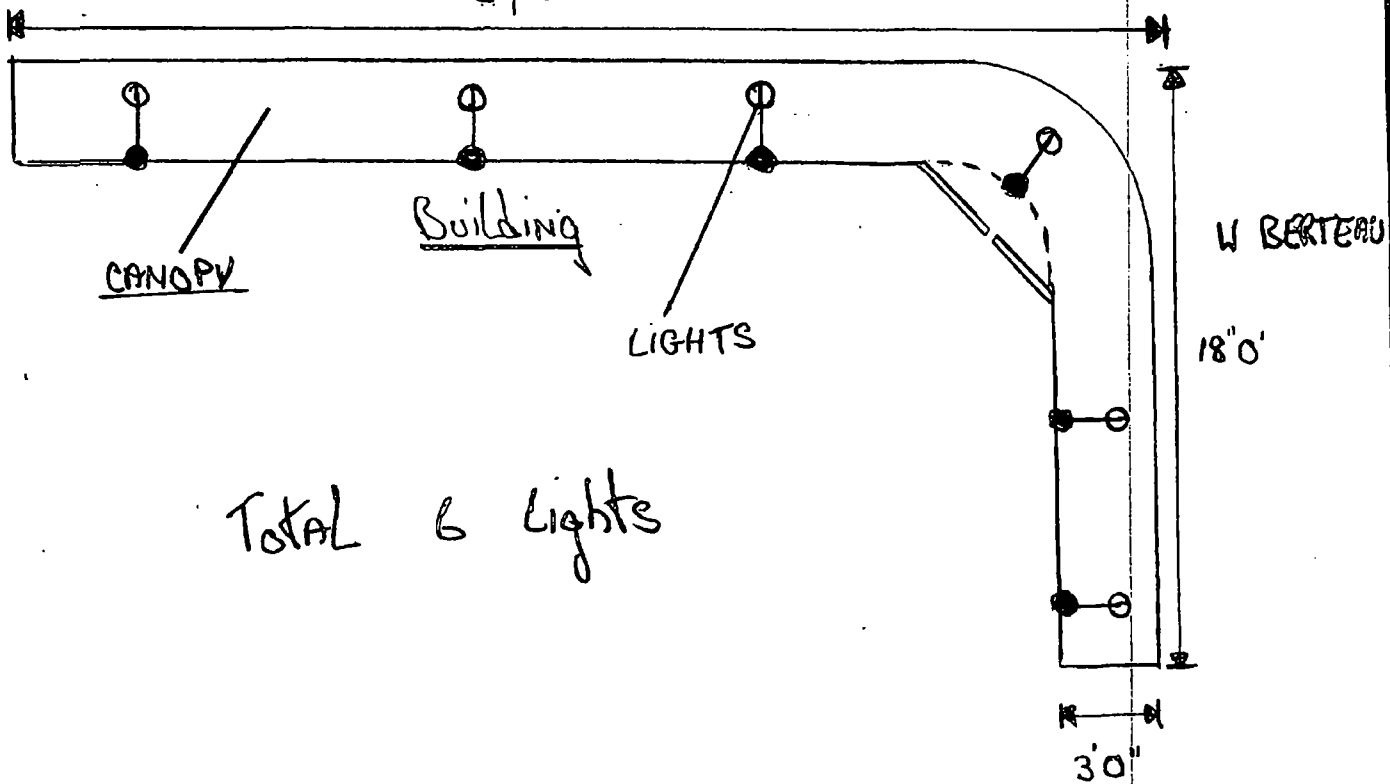 Building
CANOPY
LIGHTS
W BERTEAU
18"0'
Total 6 Lights
3'0"